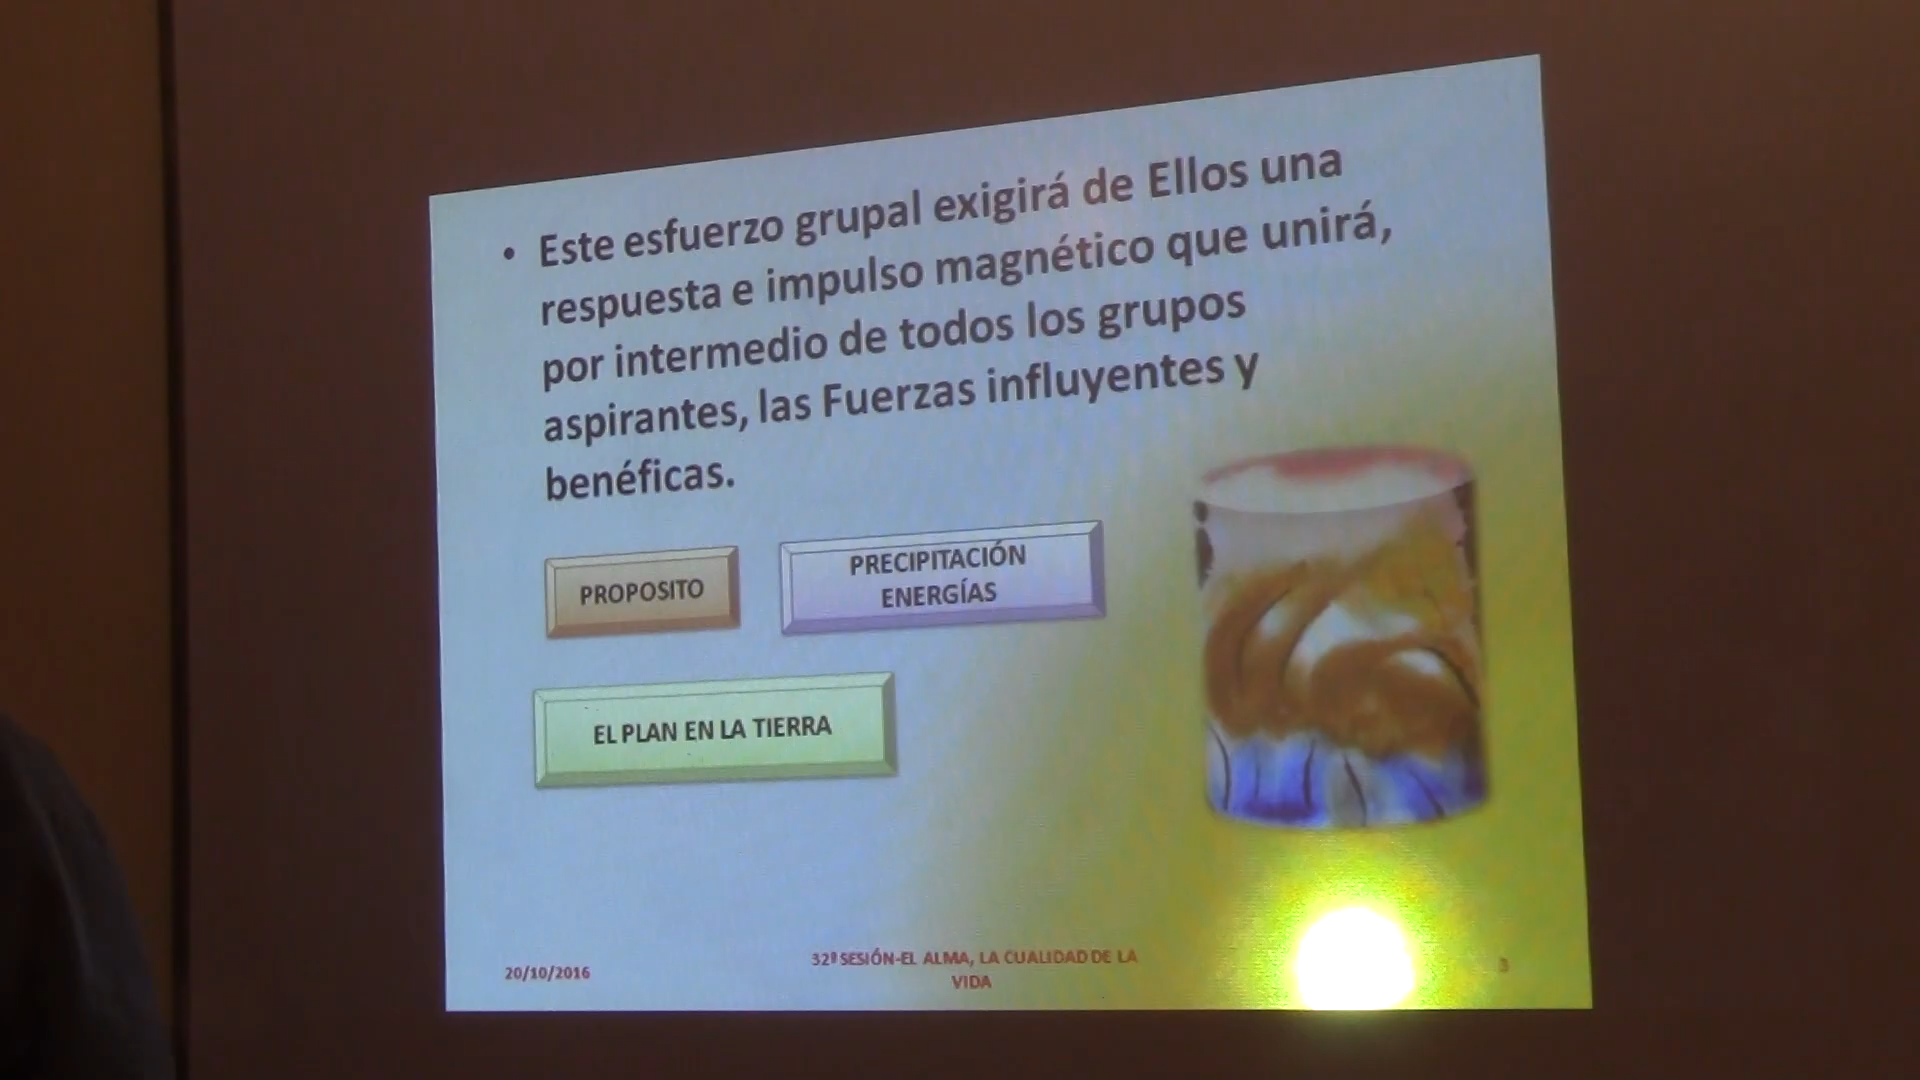 • Este esfuerzo grupal exigirá de Ellos una
respuesta e impulso magnético que unirá,
por intermedio de todos los grupos
aspirantes, las Fuerzas influyentes y
benéficas.
PROPOSITO
PRECIPITACIÓN
ENERGÍAS
EL PLAN EN LA TIERRA
20/10/2016
32ª SESIÓN-EL ALMA, LA CUALIDAD DE LA
VIDA
3